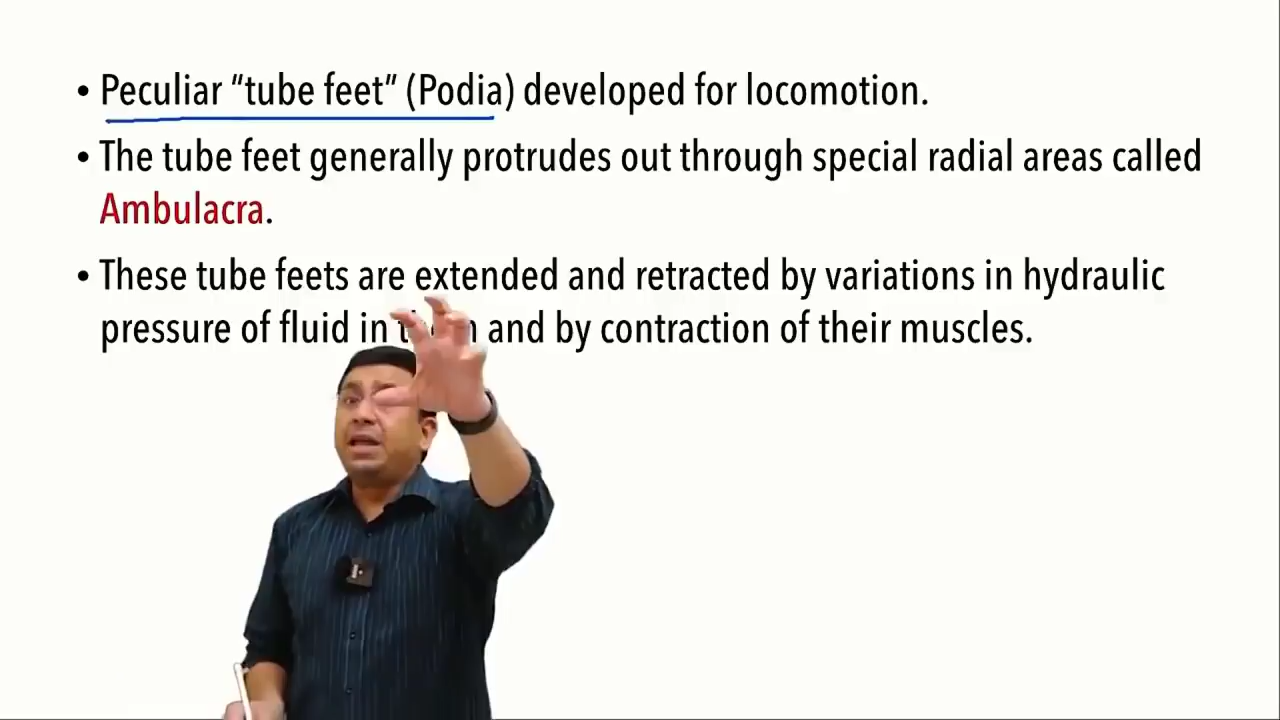 • Peculiar “tube feet” (Podia) developed for locomotion.
• The tube feet generally protrudes out through special radial areas called
Ambulacra.
• These tube feets are extended and retracted by variations in hydraulic
pressure of fluid in and by contraction of their muscles.